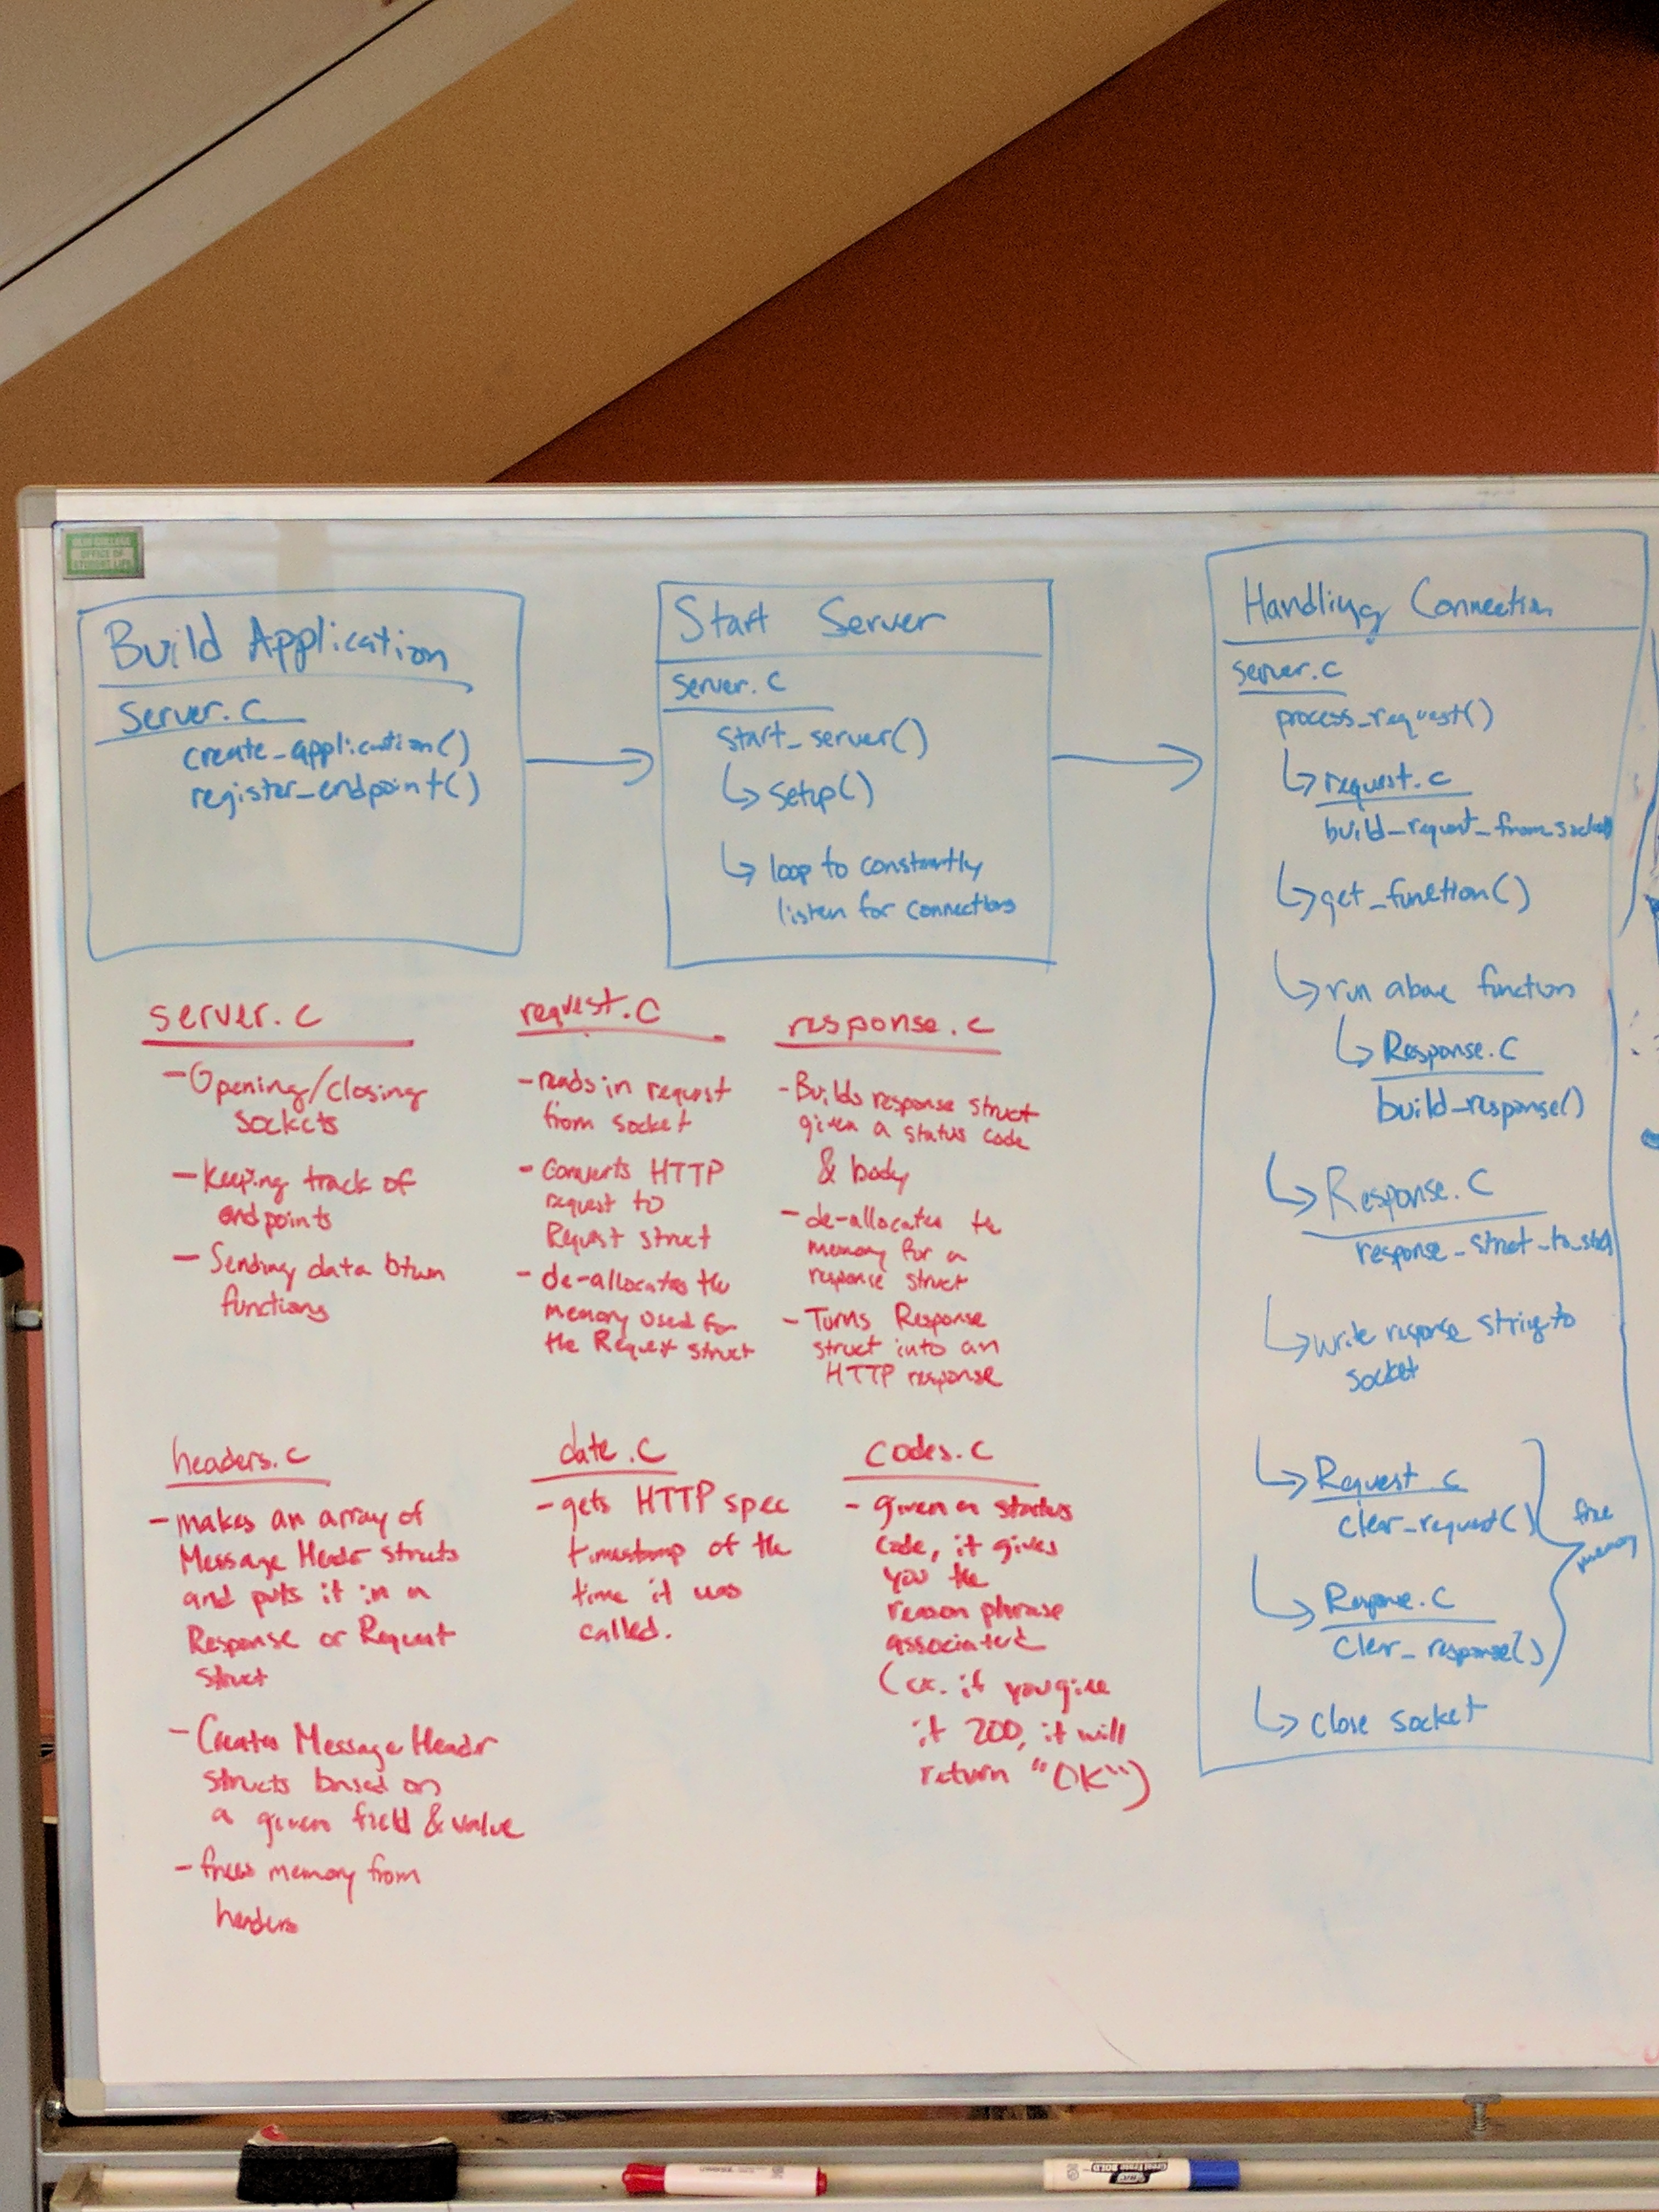 OLIN COLLEGE
OFFICE OF
STUDENT LIFE
Build Application
Server.c
create_application()
register_endpoint()
Start Server
server.c
start_server()
↳ setup()
↳ loop to constantly
listen for connections
Handling Connection
server.c
process_request()
↳ request.c
build_request_from_socket
↳ get_function()
↳ run above function
↳ Response.c
build_response()
↳ Response.c
response_struct_to_str()
↳ write response string to
socket
↳ Request.c
clear_request()
↳ Response.c
clear_response()
free
memory
↳ close socket
server.c
- Opening/closing
sockets
- Keeping track of
endpoints
- Sending data btwn
functions
request.c
- reads in request
from socket
- Converts HTTP
request to
Request struct
- de-allocates the
memory used for
the Request struct
response.c
- Builds response struct
given a status code
& body
- de-allocates the
memory for a
response struct
- Turns Response
struct into an
HTTP response
headers.c
- makes an array of
Message Header structs
and puts it in a
Response or Request
struct
- Creates Message Header
structs based on
a given field & value
- frees memory from
headers
date.c
- gets HTTP spec
timestamp of the
time it was
called.
codes.c
- given a status
code, it gives
you the
reason phrase
associated
(ex. if you give
it 200, it will
return "OK")